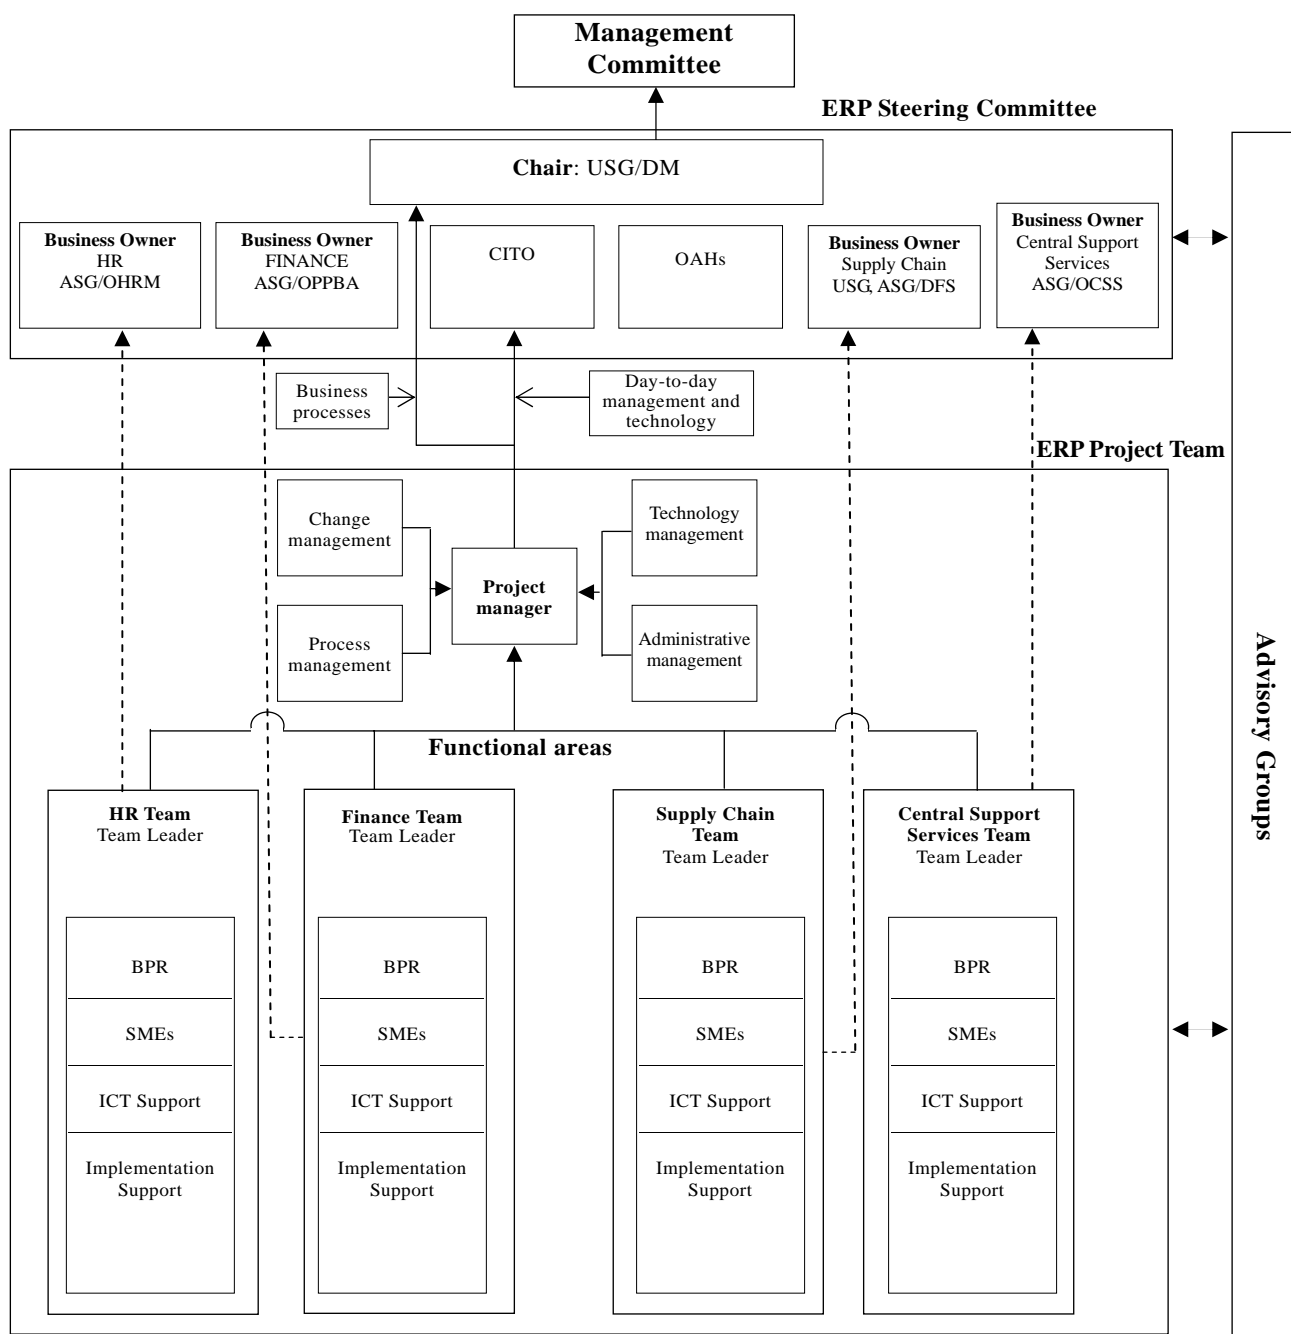 Management
Committee
ERP Steering Committee
Chair: USG/DM
Business Owner
HR
ASG/OHRM
Business Owner
FINANCE
ASG/OPPBA
CITO
OAHs
Business Owner
Supply Chain
USG, ASG/DFS
Business Owner
Central Support
Services
ASG/OCSS
Business
processes
Day-to-day
management and
technology
ERP Project Team
Change
management
Technology
management
Project
manager
Process
management
Administrative
management
Functional areas
HR Team
Team Leader
BPR
SMEs
ICT Support
Implementation
Support
Finance Team
Team Leader
BPR
SMEs
ICT Support
Implementation
Support
Supply Chain
Team
Team Leader
BPR
SMEs
ICT Support
Implementation
Support
Central Support
Services Team
Team Leader
BPR
SMEs
ICT Support
Implementation
Support
Advisory Groups